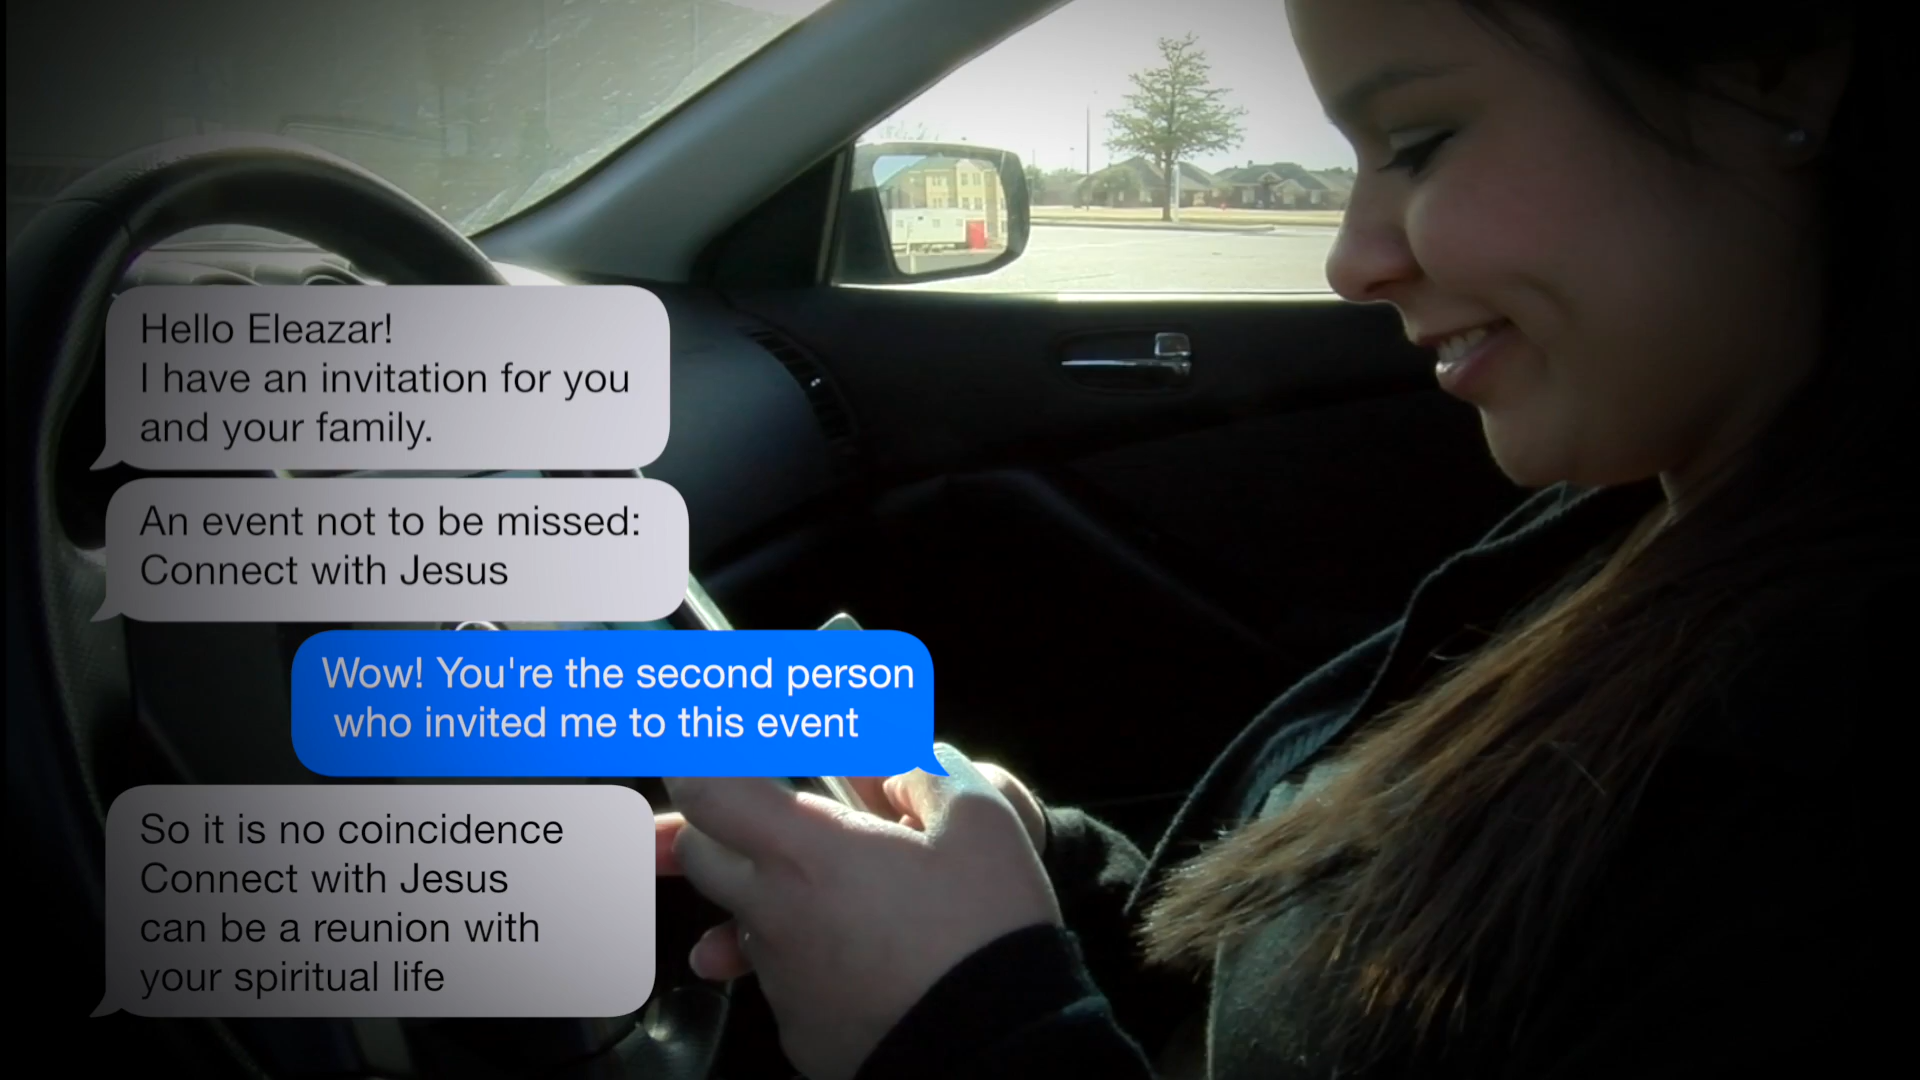 Hello Eleazar!
I have an invitation for you
and your family.
An event not to be missed:
Connect with Jesus
Wow! You're the second person
who invited me to this event
So it is no coincidence
Connect with Jesus
can be a reunion with
your spiritual life